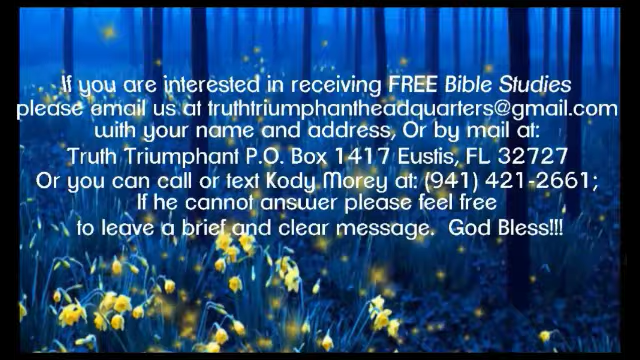 If you are interested in receiving FREE Bible Studies
please email us at truthtriumphantheadquarters@gmail.com
with your name and address, Or by mail at:
Truth Triumphant P.O. Box 1417 Eustis, FL 32727
Or you can call or text Kody Morey at: (941) 421-2661;
If he cannot answer please feel free
to leave a brief and clear message.  God Bless!!!